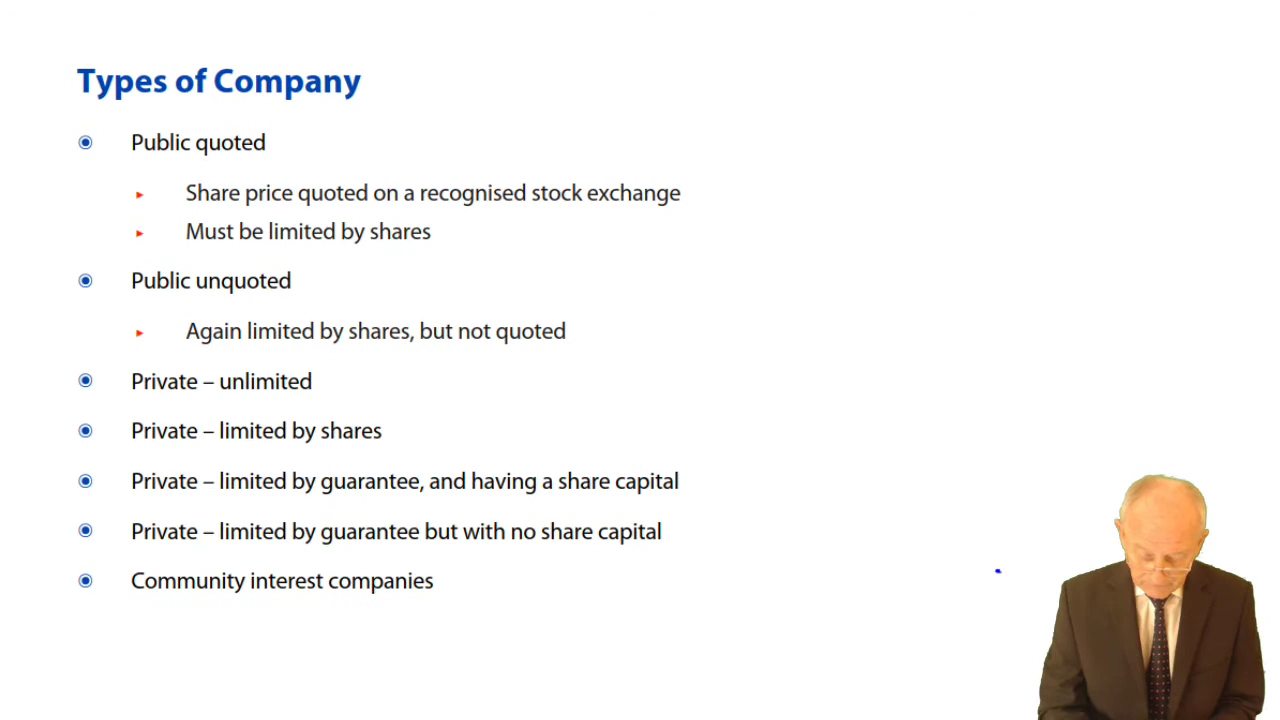 Types of Company
Public quoted
Share price quoted on a recognised stock exchange
Must be limited by shares
Public unquoted
Again limited by shares, but not quoted
Private – unlimited
Private – limited by shares
Private – limited by guarantee, and having a share capital
Private – limited by guarantee but with no share capital
Community interest companies